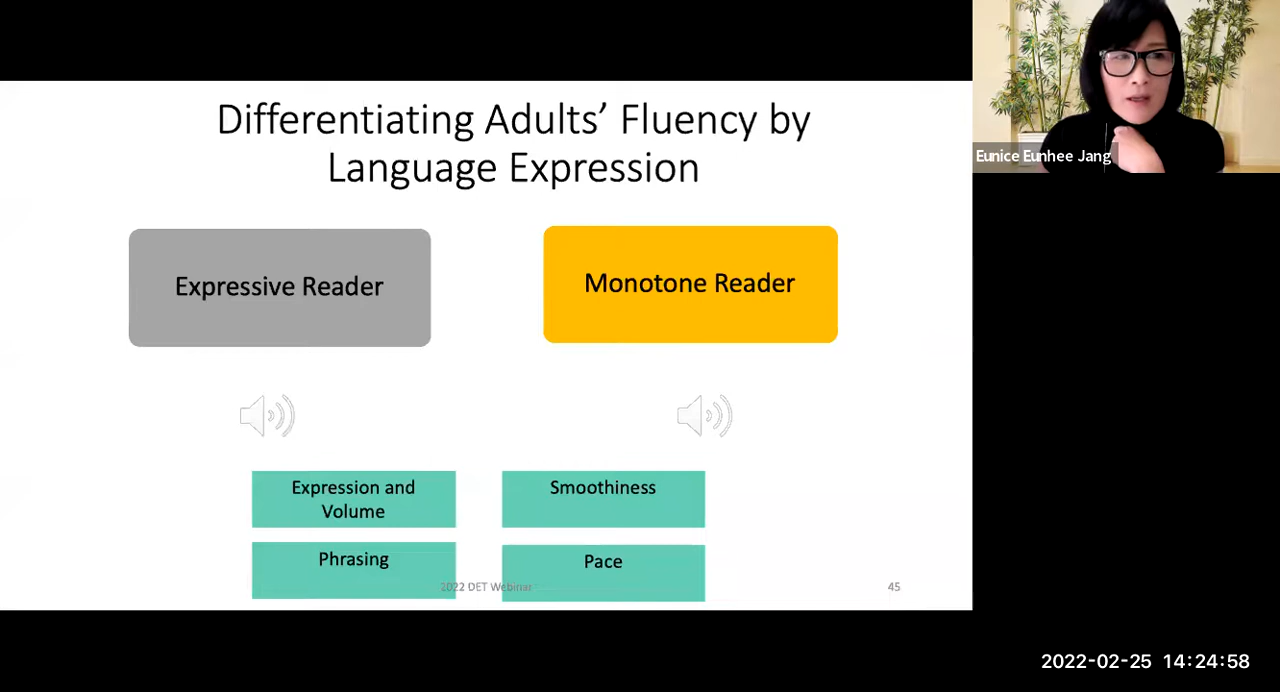 Differentiating Adults’ Fluency by
Language Expression
Eunice Eunhee Jang
Expressive Reader
Monotone Reader
Expression and
Volume
Smoothiness
Phrasing
Pace
2022 DET Webinar
45
2022-02-25 14:24:58